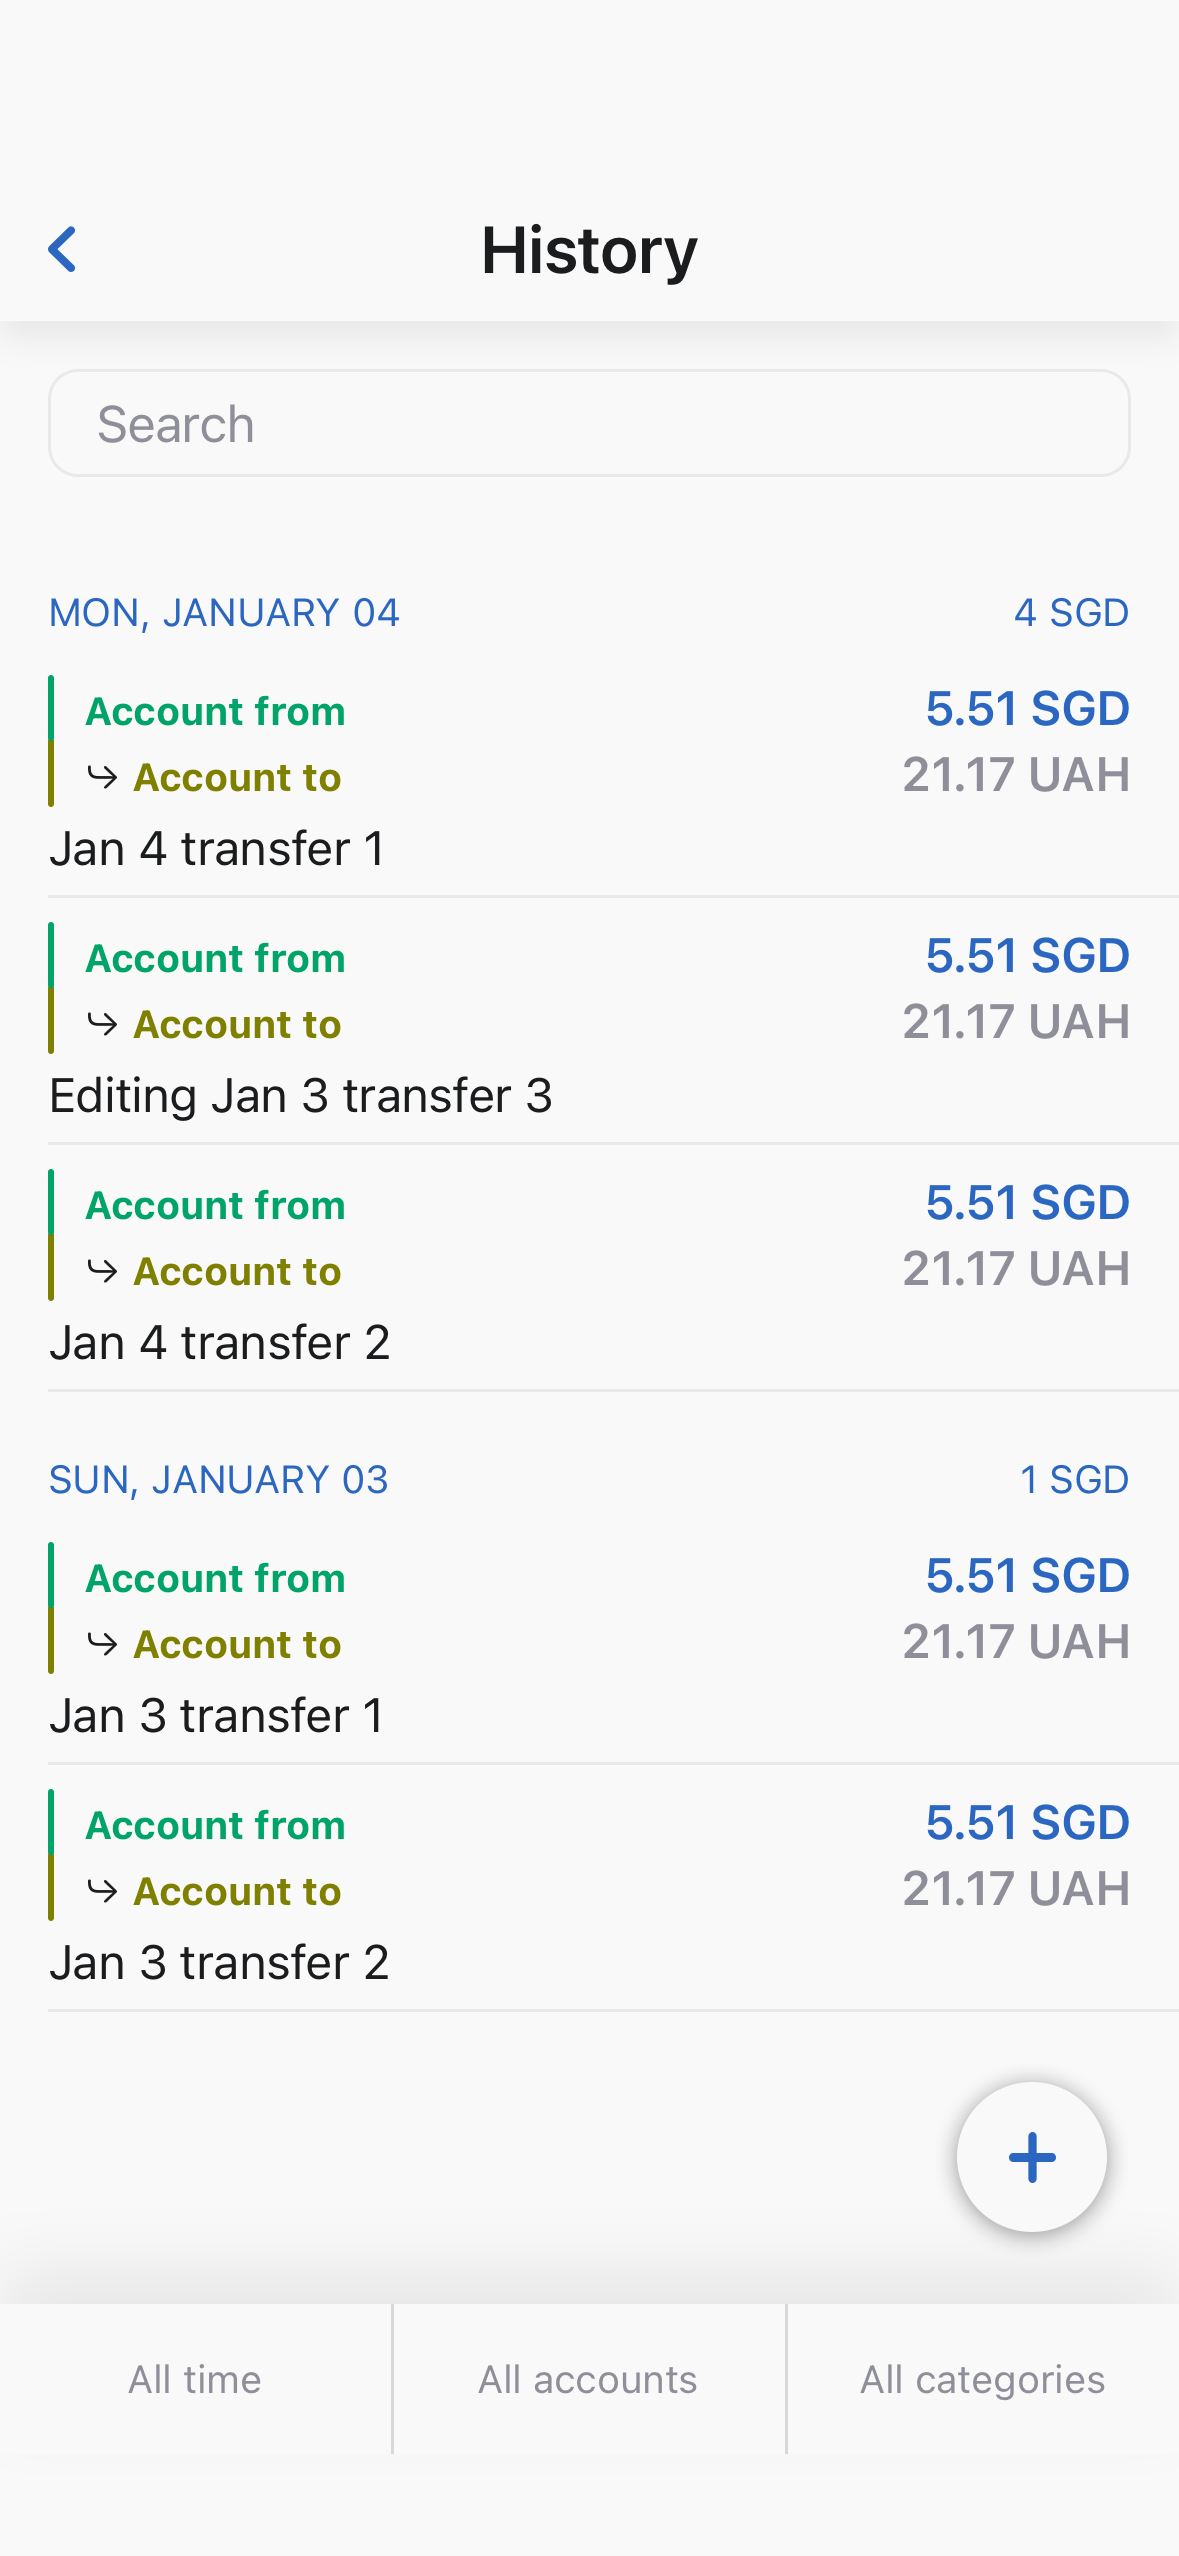 History
Search
MON, JANUARY 04 4 SGD
Account from 5.51 SGD
↪ Account to 21.17 UAH
Jan 4 transfer 1
Account from 5.51 SGD
↪ Account to 21.17 UAH
Editing Jan 3 transfer 3
Account from 5.51 SGD
↪ Account to 21.17 UAH
Jan 4 transfer 2
SUN, JANUARY 03 1 SGD
Account from 5.51 SGD
↪ Account to 21.17 UAH
Jan 3 transfer 1
Account from 5.51 SGD
↪ Account to 21.17 UAH
Jan 3 transfer 2
All time All accounts All categories